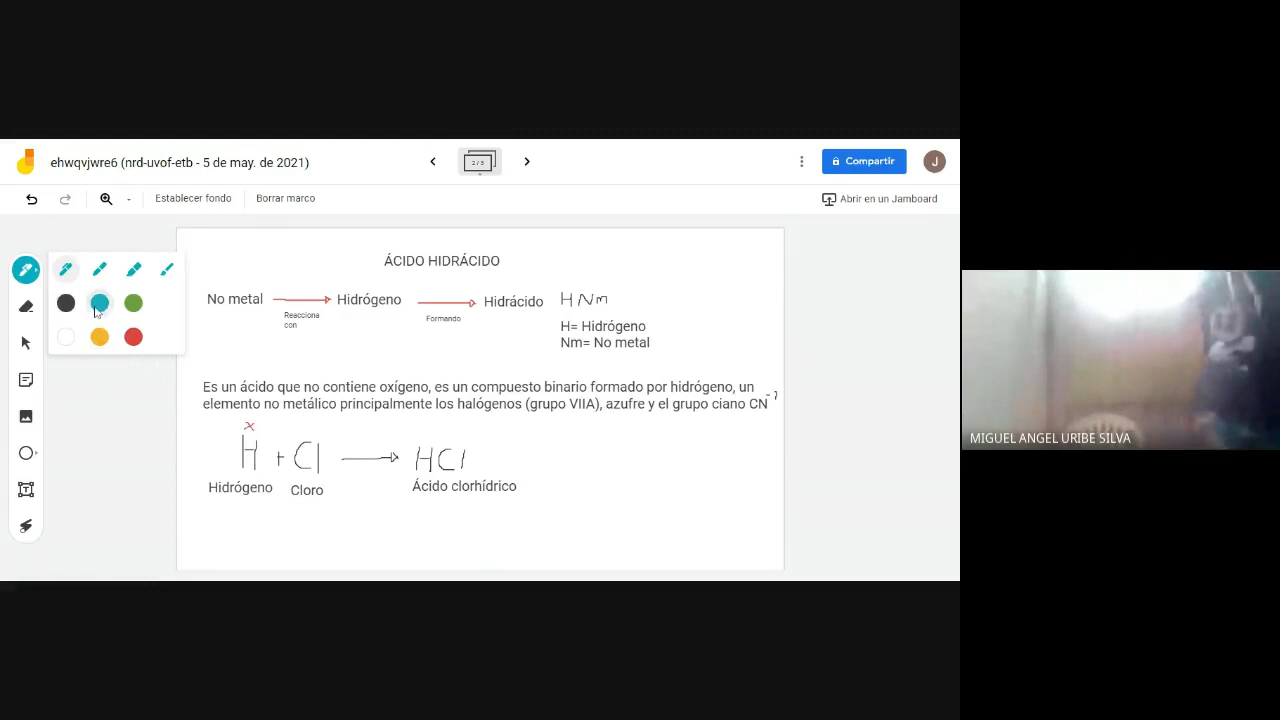 ehwqvjwre6 (nrd-uvof-etb - 5 de may. de 2021)
2 / 3
Compartir
J
Establecer fondo
Borrar marco
Abrir en un Jamboard
ÁCIDO HIDRÁCIDO
No metal Hidrógeno Hidrácido H Nm
Reacciona
con
Formando
H= Hidrógeno
Nm= No metal
Es un ácido que no contiene oxígeno, es un compuesto binario formado por hidrógeno, un
elemento no metálico principalmente los halógenos (grupo VIIA), azufre y el grupo ciano CN-1
x
H + Cl HCl
Hidrógeno Cloro Ácido clorhídrico
MIGUEL ANGEL URIBE SILVA